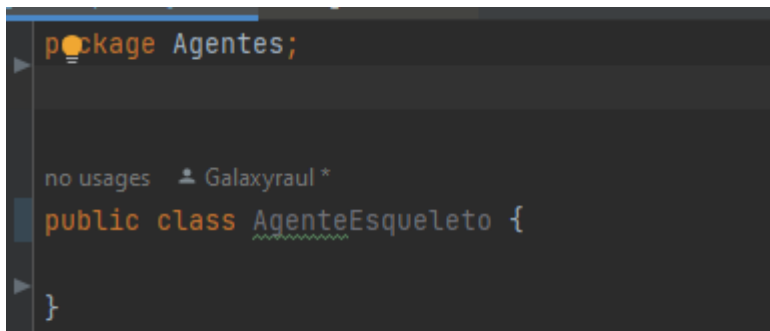 package Agentes;
no usages Galaxyraul *
public class AgenteEsqueleto {
}